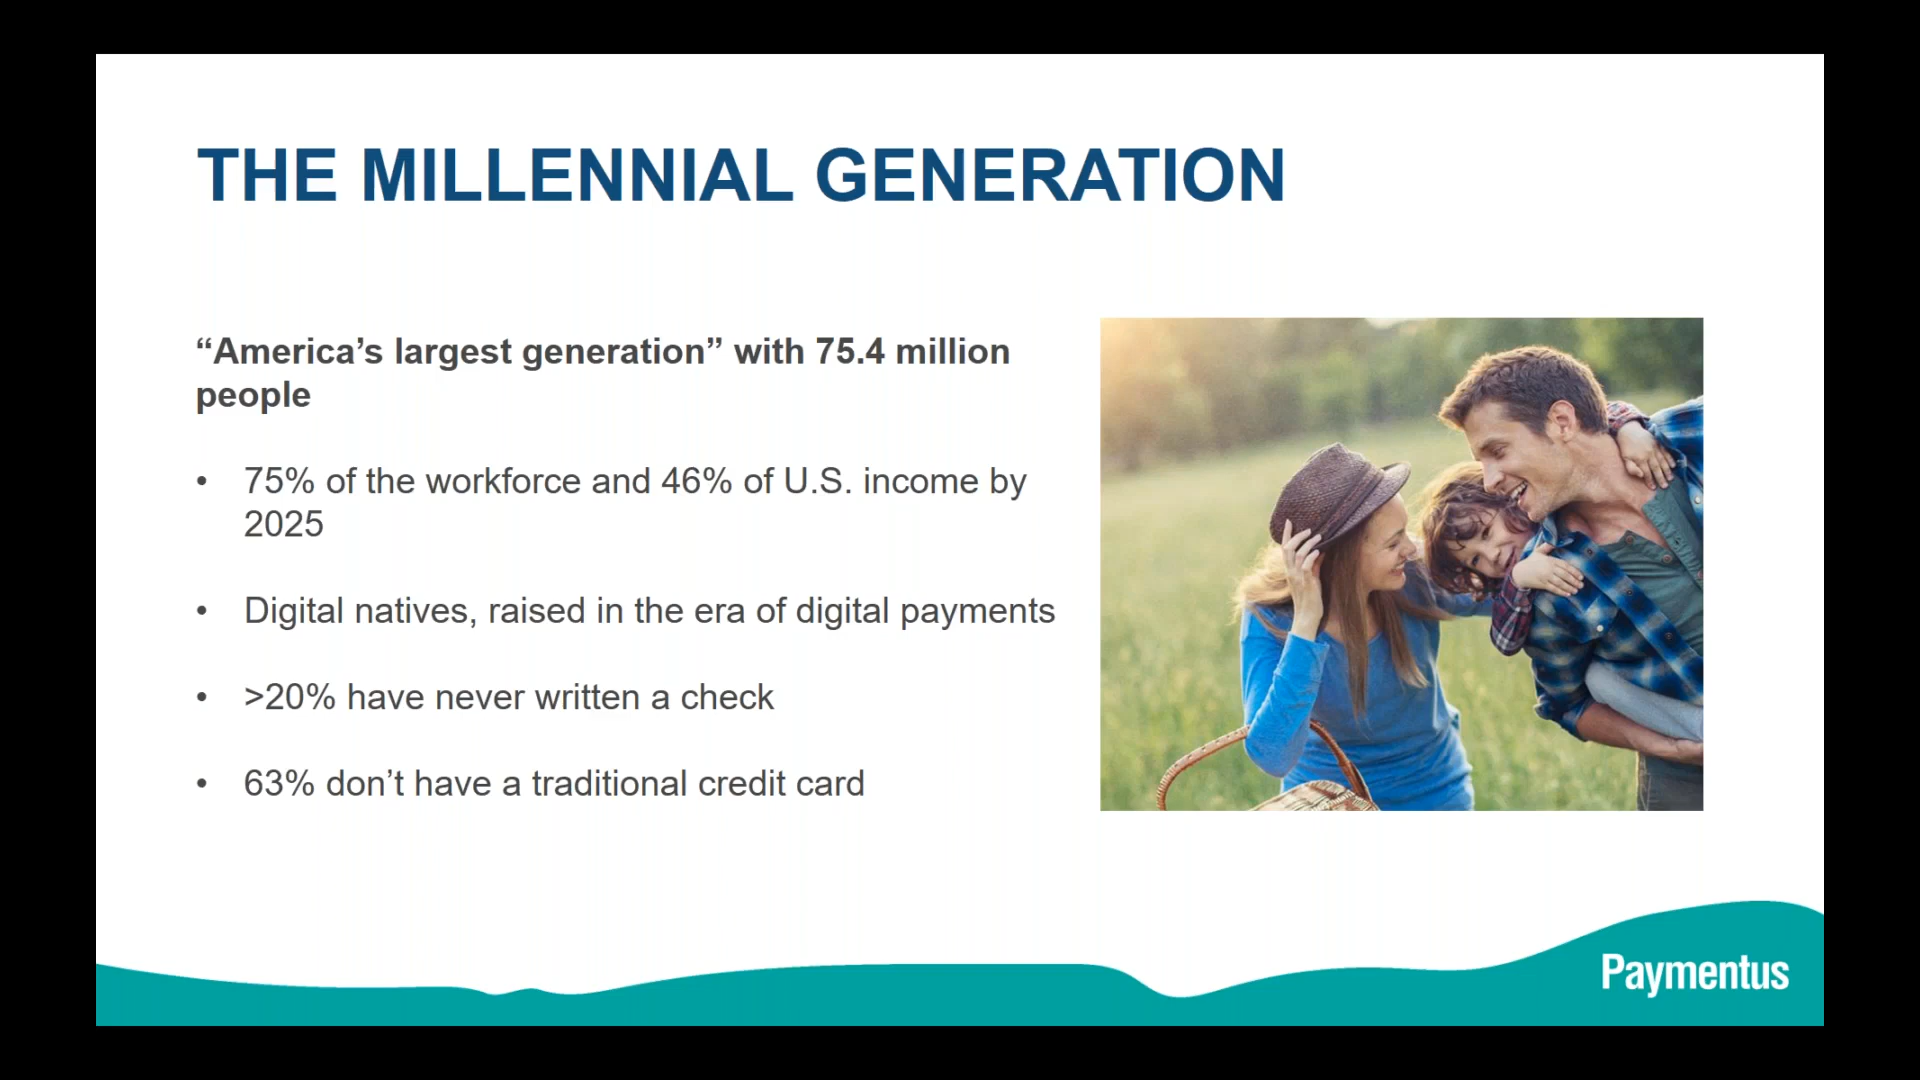 THE MILLENNIAL GENERATION
“America’s largest generation” with 75.4 million
people
• 75% of the workforce and 46% of U.S. income by
2025
• Digital natives, raised in the era of digital payments
• >20% have never written a check
• 63% don’t have a traditional credit card
Paymentus